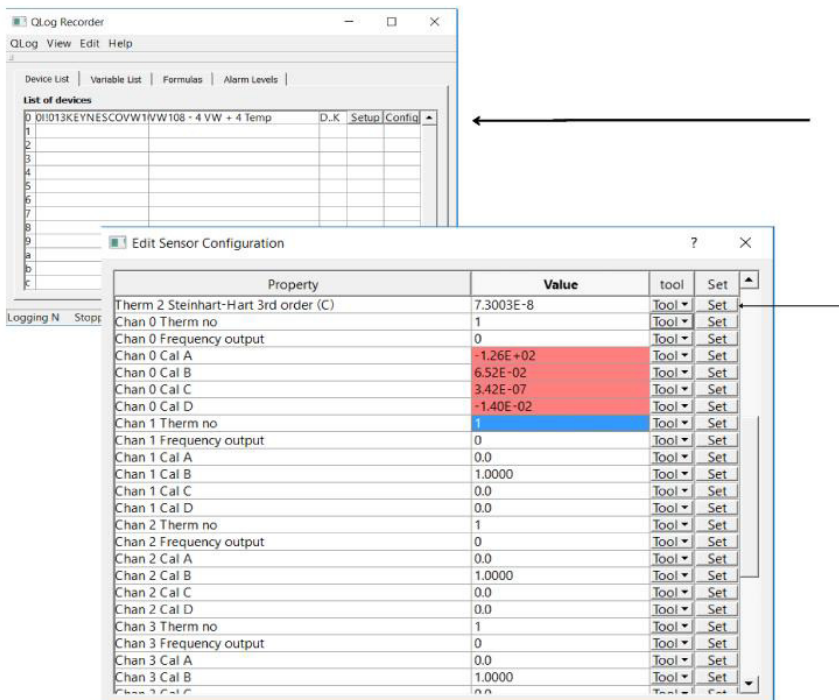 QLog Recorder
QLog View Edit Help
Device List Variable List Formulas Alarm Levels
List of devices
0 0I!013KEYNESCOVW1 VW108 - 4 VW + 4 Temp D..K Setup Config
1
2
3
4
5
6
7
8
9
a
b
c
Logging N Stopp
Edit Sensor Configuration ? ×
Property Value tool Set
Therm 2 Steinhart-Hart 3rd order (C) 7.3003E-8 Tool Set
Chan 0 Therm no 1 Tool Set
Chan 0 Frequency output 0 Tool Set
Chan 0 Cal A -1.26E+02 Tool Set
Chan 0 Cal B 6.52E-02 Tool Set
Chan 0 Cal C 3.42E-07 Tool Set
Chan 0 Cal D -1.40E-02 Tool Set
Chan 1 Therm no 1 Tool Set
Chan 1 Frequency output 0 Tool Set
Chan 1 Cal A 0.0 Tool Set
Chan 1 Cal B 1.0000 Tool Set
Chan 1 Cal C 0.0 Tool Set
Chan 1 Cal D 0.0 Tool Set
Chan 2 Therm no 1 Tool Set
Chan 2 Frequency output 0 Tool Set
Chan 2 Cal A 0.0 Tool Set
Chan 2 Cal B 1.0000 Tool Set
Chan 2 Cal C 0.0 Tool Set
Chan 2 Cal D 0.0 Tool Set
Chan 3 Therm no 1 Tool Set
Chan 3 Frequency output 0 Tool Set
Chan 3 Cal A 0.0 Tool Set
Chan 3 Cal B 1.0000 Tool Set
Chan 3 Cal C 0.0 Tool Set